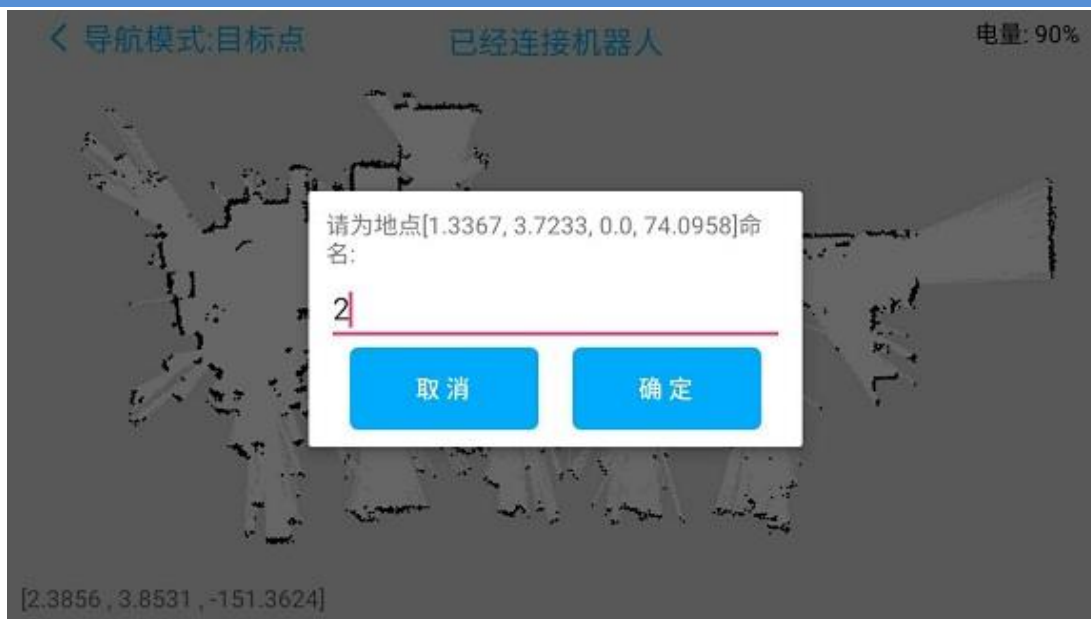 导航模式:目标点 已经连接机器人 电量: 90%
请为地点[1.3367, 3.7233, 0.0, 74.0958]命
名:
2
取消 确定
[2.3856 , 3.8531 , -151.3624]